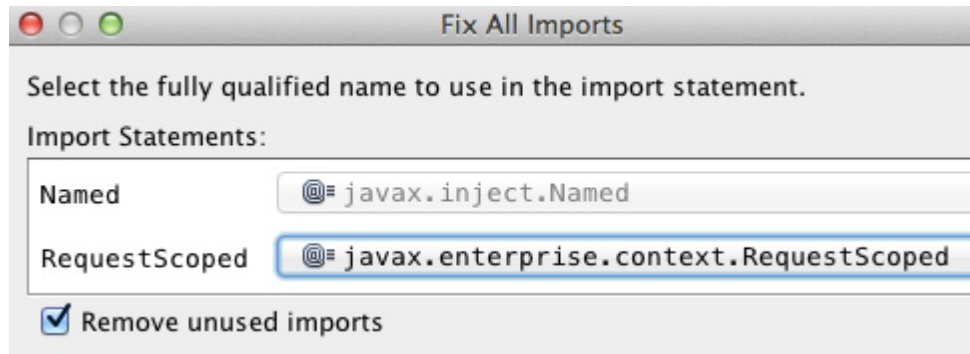 Fix All Imports
Select the fully qualified name to use in the import statement.
Import Statements:
Named javax.inject.Named
RequestScoped javax.enterprise.context.RequestScoped
Remove unused imports